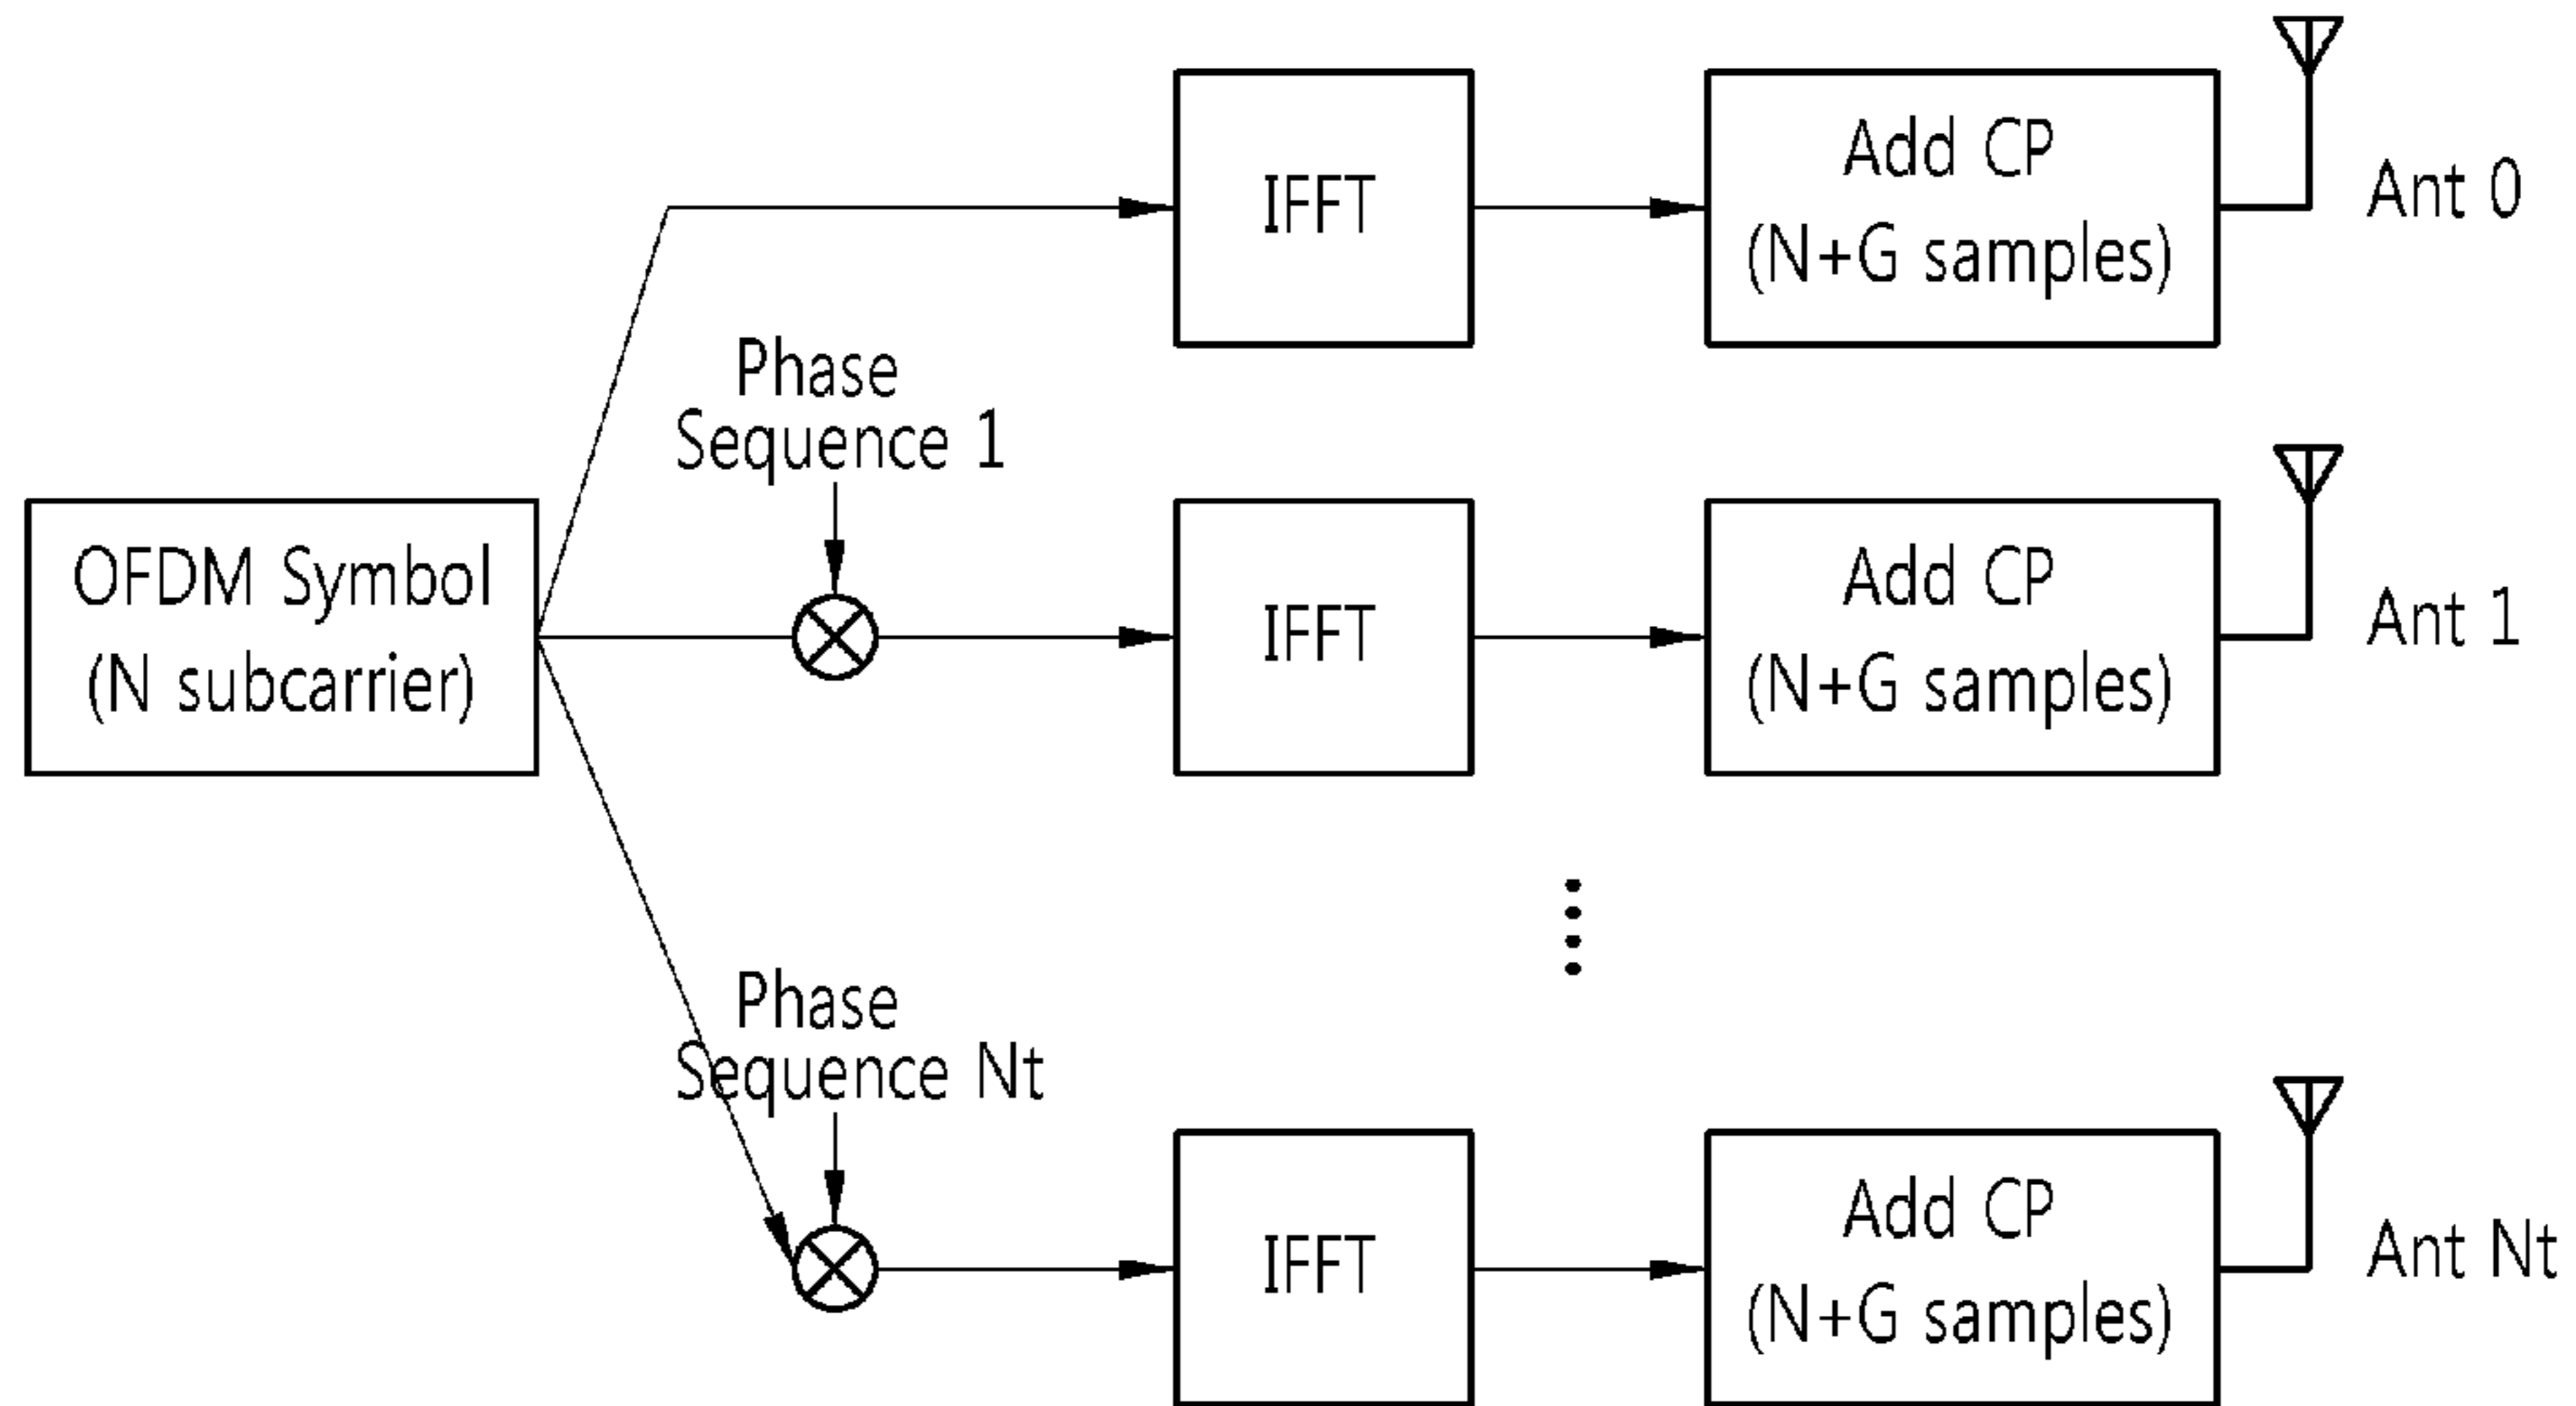 IFFT
Add CP
(N+G samples)
Ant 0
Phase
Sequence 1
OFDM Symbol
(N subcarrier)
IFFT
Add CP
(N+G samples)
Ant 1
Phase
Sequence Nt
IFFT
Add CP
(N+G samples)
Ant Nt